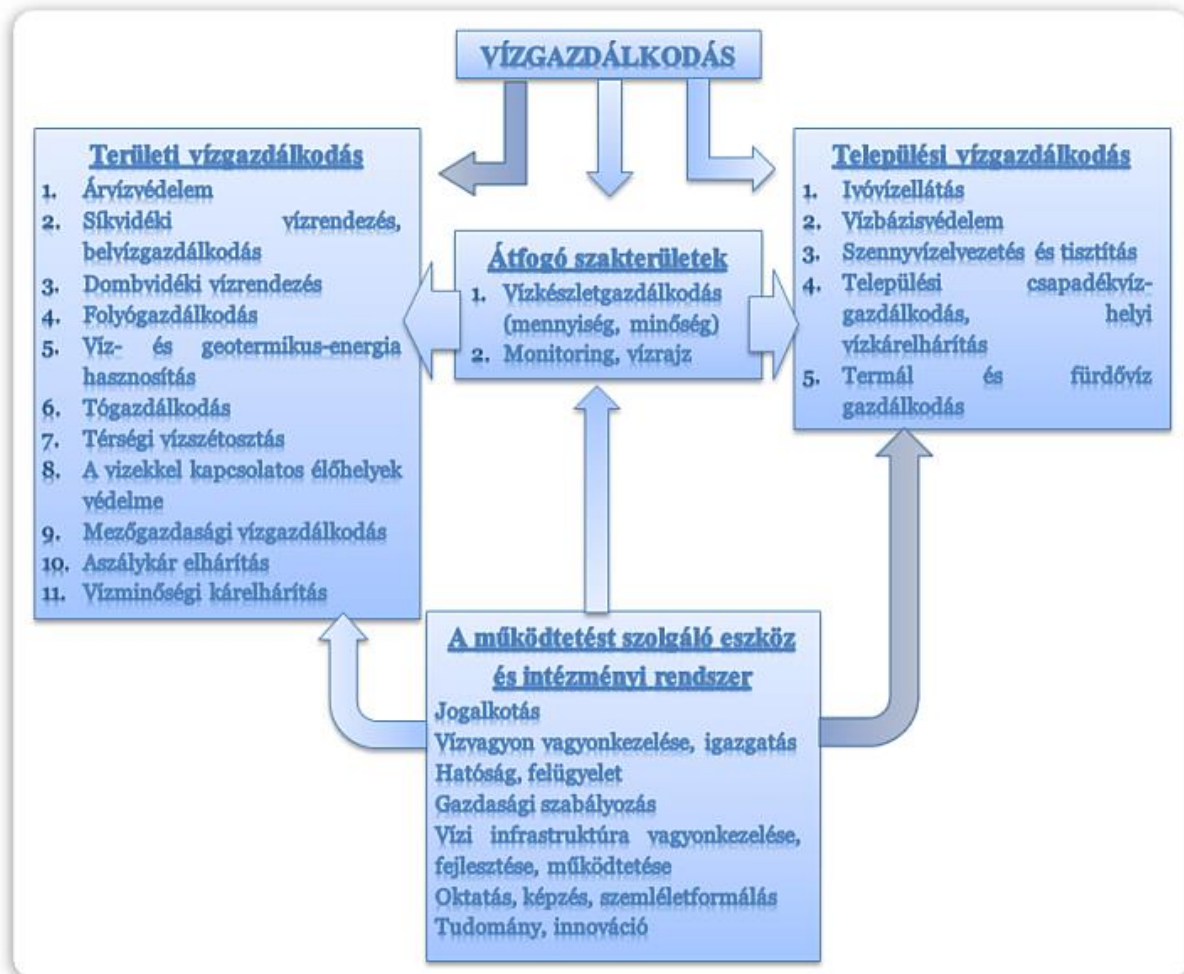 VÍZGAZDÁLKODÁS
Területi vízgazdálkodás
1. Árvízvédelem
2. Síkvidéki vízrendezés,
belvízgazdálkodás
3. Dombvidéki vízrendezés
4. Folyógazdálkodás
5. Víz- és geotermikus-energia
hasznosítás
6. Tógazdálkodás
7. Térségi vízszétosztás
8. A vizekkel kapcsolatos élőhelyek
védelme
9. Mezőgazdasági vízgazdálkodás
10. Aszálykár elhárítás
11. Vízminőségi kárelhárítás
Átfogó szakterületek
1. Vízkészletgazdálkodás
(mennyiség, minőség)
2. Monitoring, vízrajz
Települési vízgazdálkodás
1. Ivóvízellátás
2. Vízbázisvédelem
3. Szennyvízelvezetés és tisztítás
4. Települési csapadékvíz-
gazdálkodás, helyi
vízkárelhárítás
5. Termál és fürdővíz
gazdálkodás
A működtetést szolgáló eszköz
és intézményi rendszer
Jogalkotás
Vízvagyon vagyonkezelése, igazgatás
Hatóság, felügyelet
Gazdasági szabályozás
Vízi infrastruktúra vagyonkezelése,
fejlesztése, működtetése
Oktatás, képzés, szemléletformálás
Tudomány, innováció